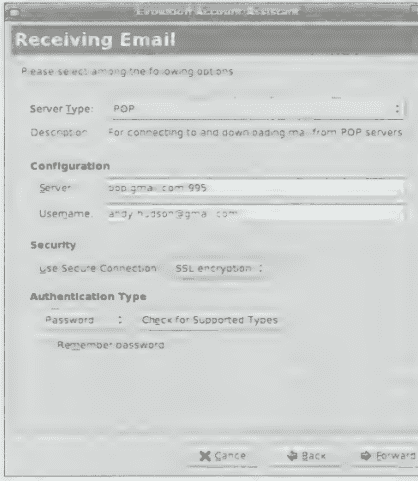 Evolution Account Assistant
Receiving Email
Please select among the following options
Server Type: POP
Description: For connecting to and downloading mail from POP servers
Configuration
Server: pop.gmail.com:995
Username: andy.hudson@gmail.com
Security
Use Secure Connection: SSL encryption
Authentication Type
Password Check for Supported Types
Remember password
Cancel Back Forward